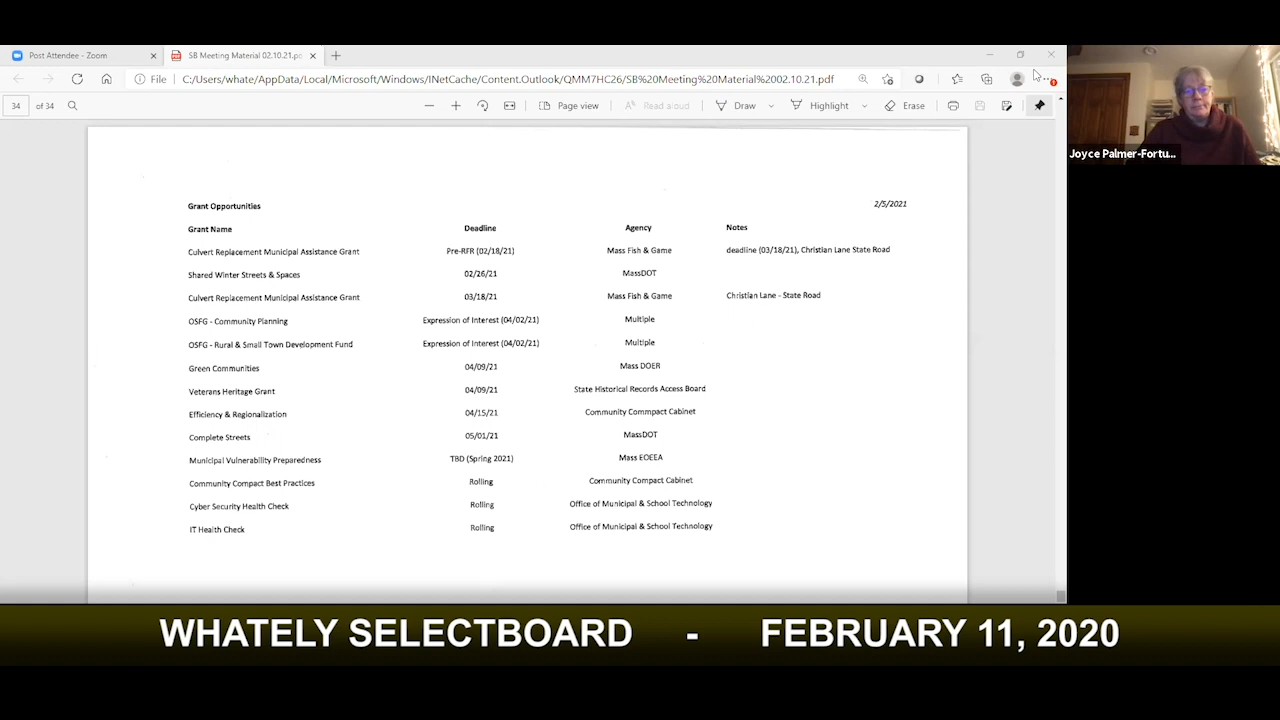 Post Attendee - Zoom
SB Meeting Material 02.10.21.pd
File C:/Users/whate/AppData/Local/Microsoft/Windows/INetCache/Content.Outlook/QMM7HC26/SB%20Meeting%20Material%2002.10.21.pdf
34 of 34 Page view Read aloud Draw Highlight Erase
Joyce Palmer-Fortu...
2/5/2021
Grant Opportunities
Grant Name Deadline Agency Notes
Culvert Replacement Municipal Assistance Grant Pre-RFR (02/18/21) Mass Fish & Game deadline (03/18/21), Christian Lane State Road
Shared Winter Streets & Spaces 02/26/21 MassDOT
Culvert Replacement Municipal Assistance Grant 03/18/21 Mass Fish & Game Christian Lane - State Road
OSFG - Community Planning Expression of Interest (04/02/21) Multiple
OSFG - Rural & Small Town Development Fund Expression of Interest (04/02/21) Multiple
Green Communities 04/09/21 Mass DOER
Veterans Heritage Grant 04/09/21 State Historical Records Access Board
Efficiency & Regionalization 04/15/21 Community Commpact Cabinet
Complete Streets 05/01/21 MassDOT
Municipal Vulnerability Preparedness TBD (Spring 2021) Mass EOEEA
Community Compact Best Practices Rolling Community Compact Cabinet
Cyber Security Health Check Rolling Office of Municipal & School Technology
IT Health Check Rolling Office of Municipal & School Technology
WHATELY SELECTBOARD - FEBRUARY 11, 2020